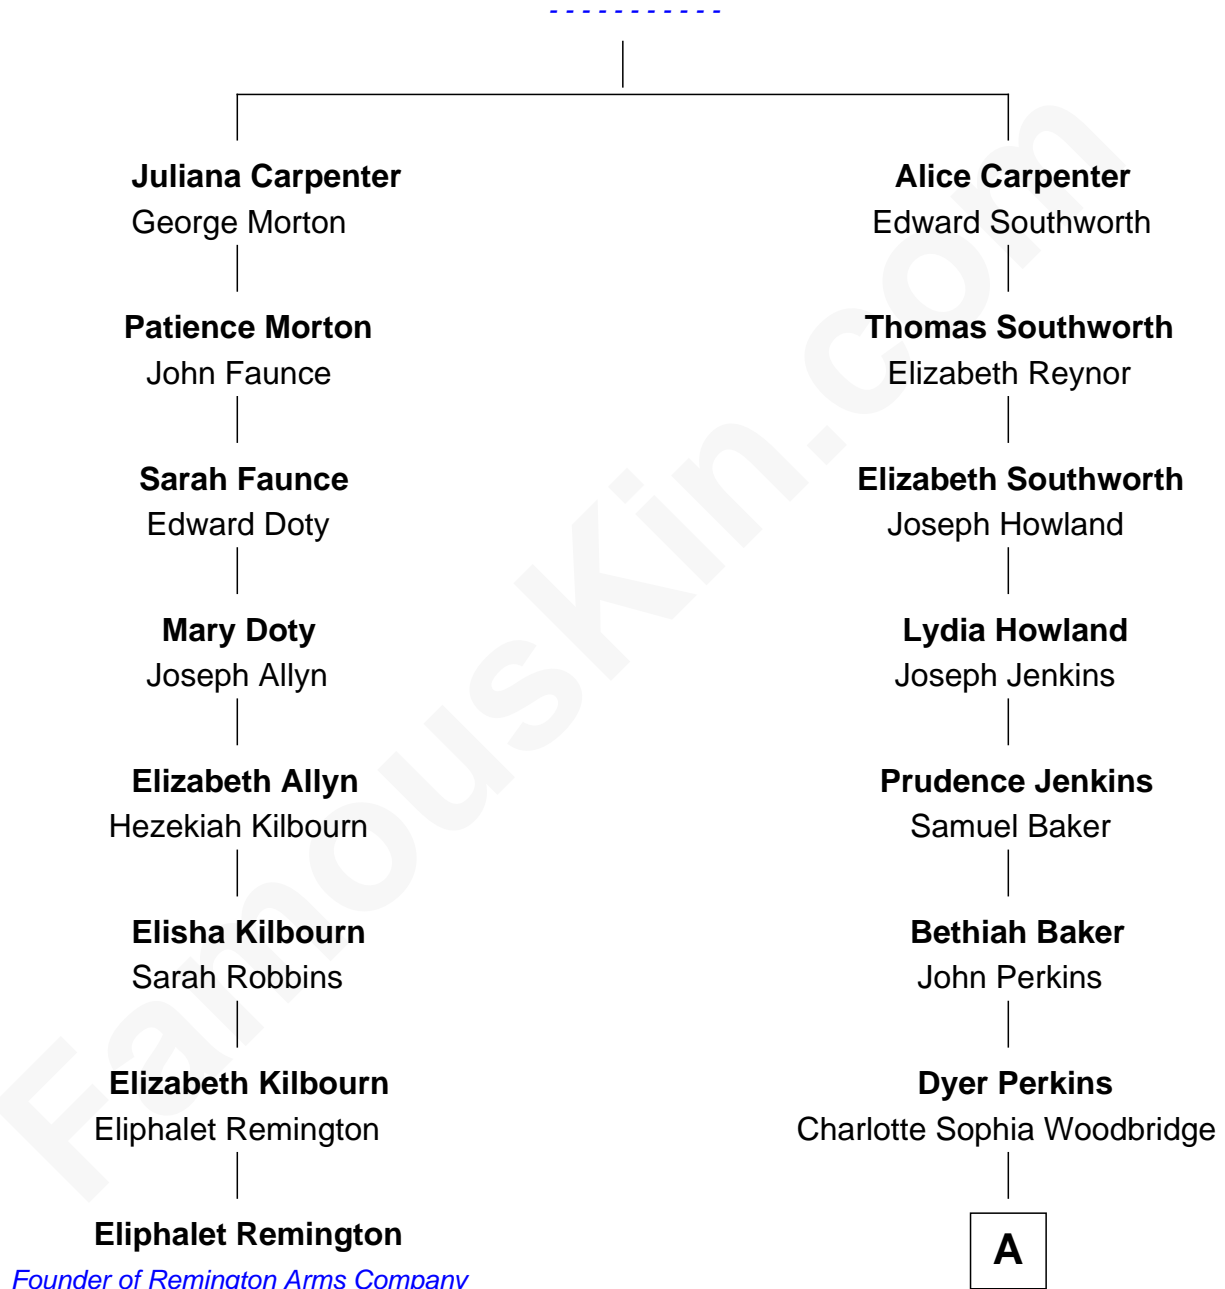 - - - - - - - - - - -
Juliana Carpenter
George Morton
Alice Carpenter
Edward Southworth
Patience Morton
John Faunce
Thomas Southworth
Elizabeth Reynor
Sarah Faunce
Edward Doty
Elizabeth Southworth
Joseph Howland
Mary Doty
Joseph Allyn
Lydia Howland
Joseph Jenkins
Elizabeth Allyn
Hezekiah Kilbourn
Prudence Jenkins
Samuel Baker
Elisha Kilbourn
Sarah Robbins
Bethiah Baker
John Perkins
Elizabeth Kilbourn
Eliphalet Remington
Dyer Perkins
Charlotte Sophia Woodbridge
Eliphalet Remington
Founder of Remington Arms Company
A
FamousKin.com